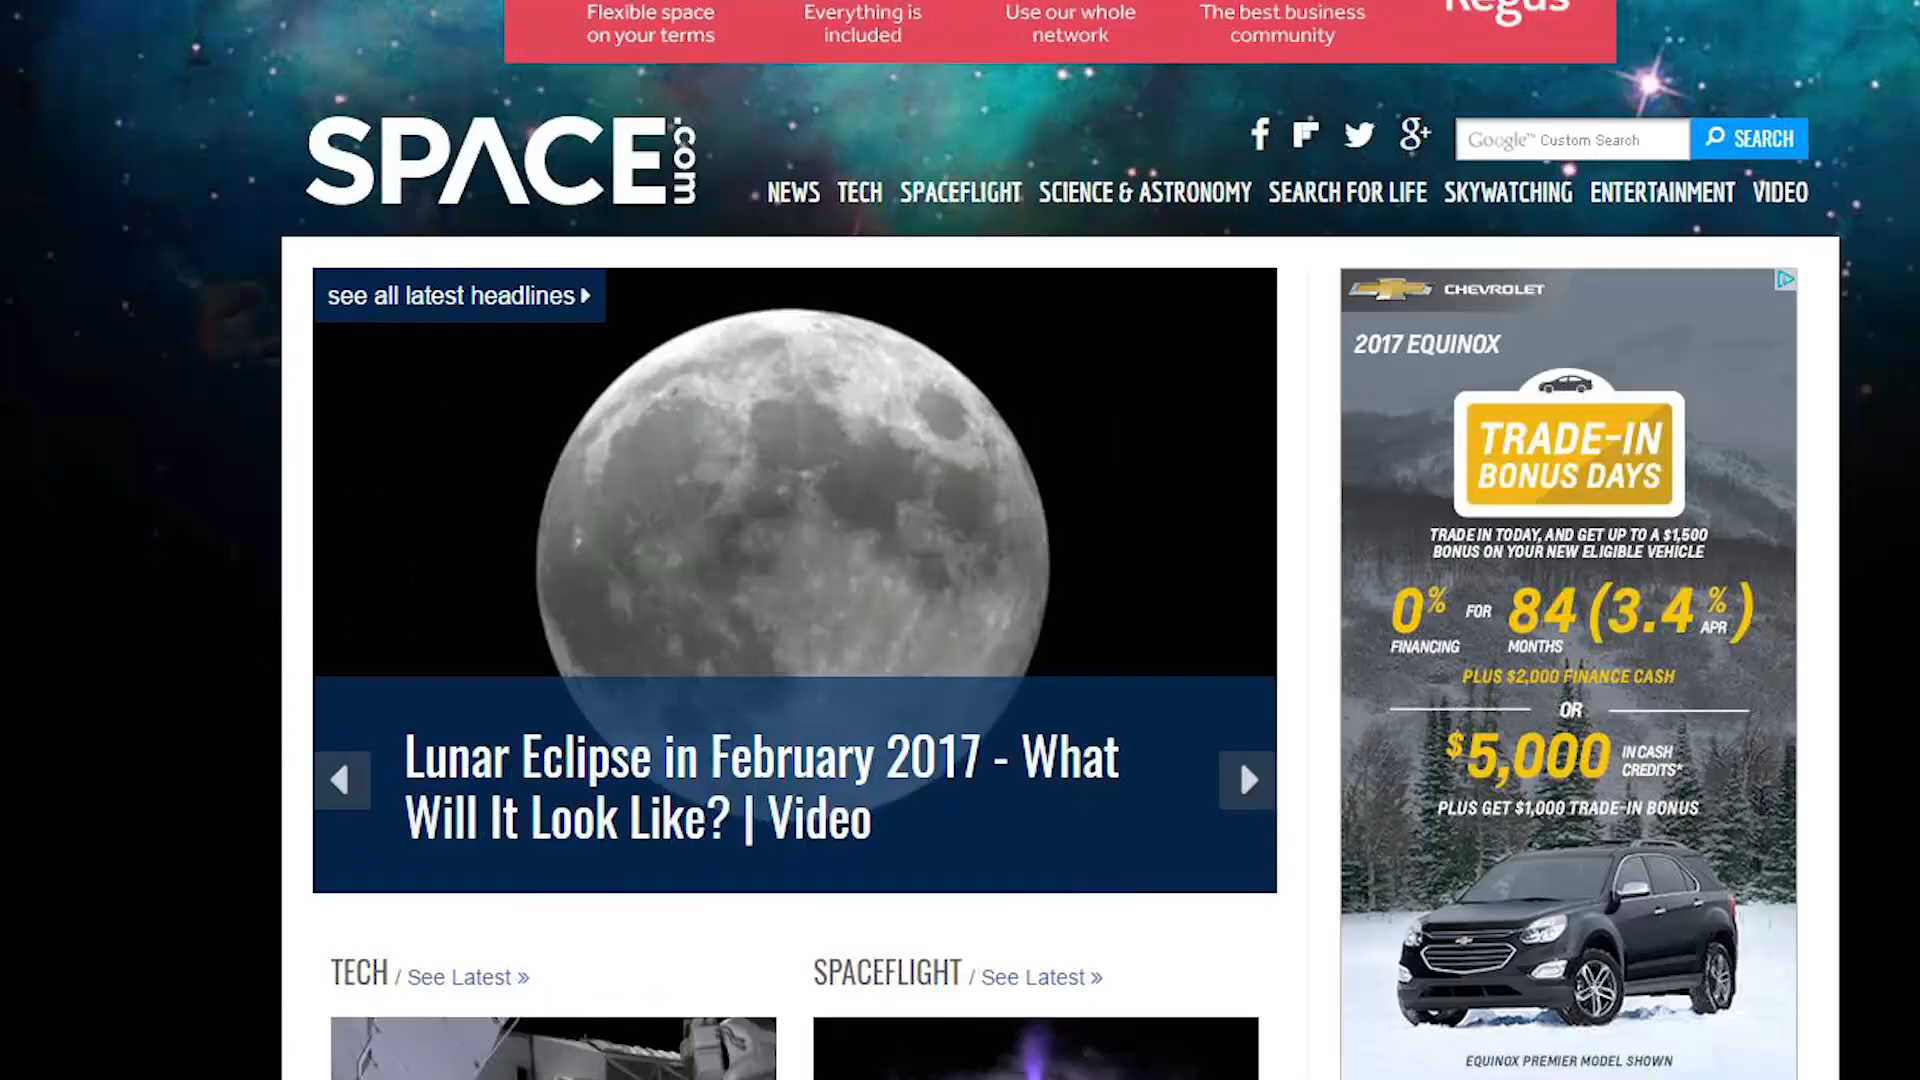 Flexible space
on your terms
Everything is
included
Use our whole
network
The best business
community
Regus
SPACE.com
Google™ Custom Search
SEARCH
NEWS TECH SPACEFLIGHT SCIENCE & ASTRONOMY SEARCH FOR LIFE SKYWATCHING ENTERTAINMENT VIDEO
see all latest headlines
Lunar Eclipse in February 2017 - What
Will It Look Like? | Video
TECH / See Latest »
SPACEFLIGHT / See Latest »
CHEVROLET
2017 EQUINOX
TRADE-IN
BONUS DAYS
TRADE IN TODAY, AND GET UP TO A $1,500
BONUS ON YOUR NEW ELIGIBLE VEHICLE
0% FOR 84 (3.4% APR)
FINANCING MONTHS
PLUS $2,000 FINANCE CASH
OR
$5,000 IN CASH
CREDITS*
PLUS GET $1,000 TRADE-IN BONUS
EQUINOX PREMIER MODEL SHOWN